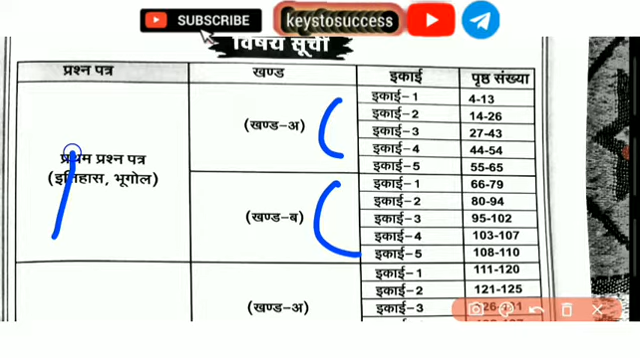 SUBSCRIBE keystosuccess
विषय सूची
प्रश्न पत्र खण्ड इकाई पृष्ठ संख्या
इकाई-1 4-13
इकाई-2 14-26
(खण्ड-अ)
इकाई-3 27-43
प्रथम प्रश्न पत्र
इकाई-4 44-54
इकाई-5 55-65
(इतिहास, भूगोल)
इकाई-1 66-79
इकाई-2 80-94
(खण्ड-ब) इकाई-3 95-102
इकाई-4 103-107
इकाई-5 108-110
इकाई-1 111-120
इकाई-2 121-125
(खण्ड-अ) इकाई-3